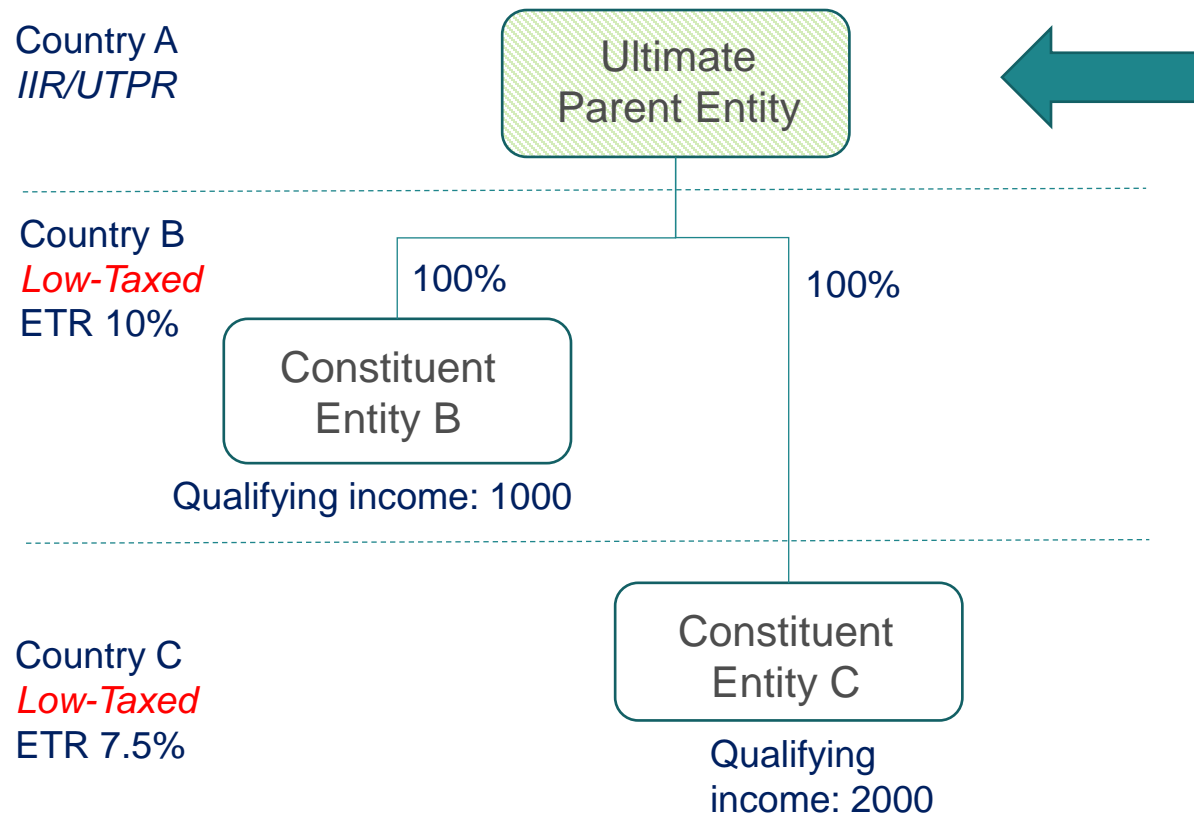 Country A
IIR/UTPR
Ultimate
Parent Entity
Country B
Low-Taxed
ETR 10%
100%
100%
Constituent
Entity B
Qualifying income: 1000
Country C
Low-Taxed
ETR 7.5%
Constituent
Entity C
Qualifying
income: 2000